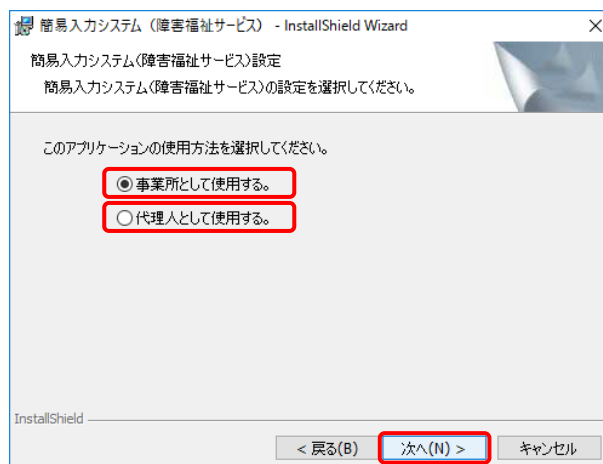 簡易入力システム（障害福祉サービス） - InstallShield Wizard
簡易入力システム(障害福祉サービス)設定
簡易入力システム(障害福祉サービス)の設定を選択してください。
このアプリケーションの使用方法を選択してください。
事業所として使用する。
代理人として使用する。
InstallShield
< 戻る(B) 次へ(N) > キャンセル